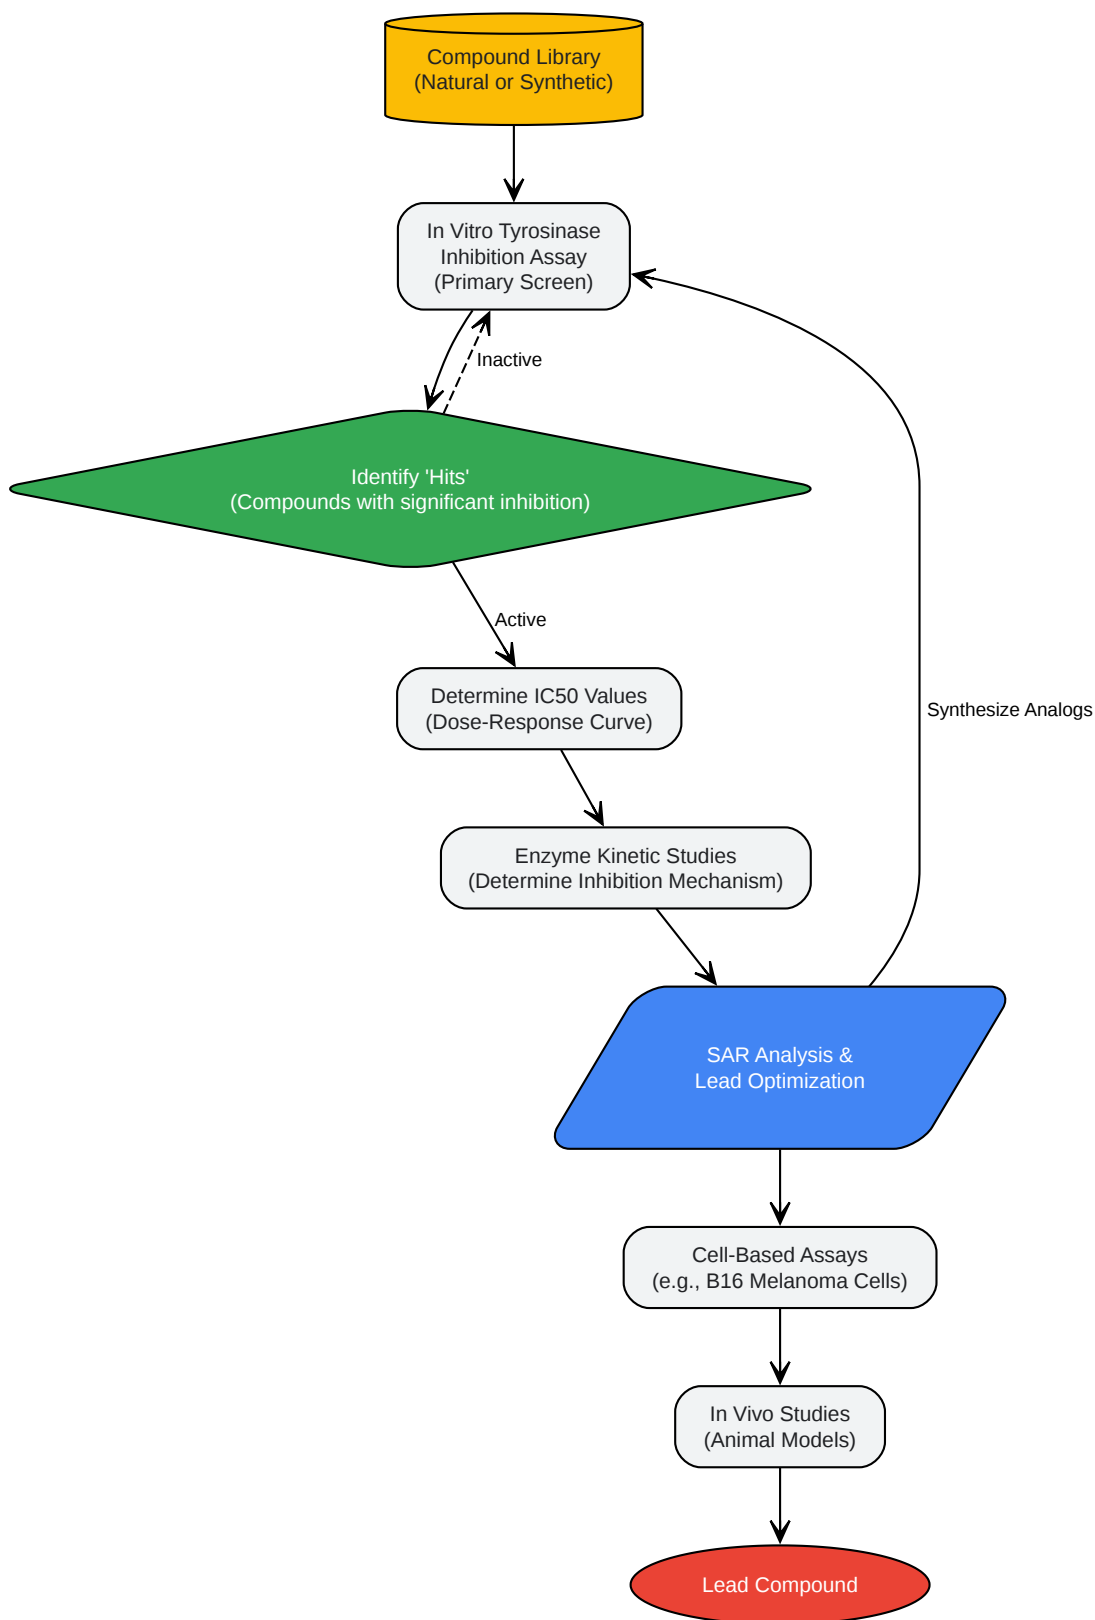 Compound Library
(Natural or Synthetic)
In Vitro Tyrosinase
Inhibition Assay
(Primary Screen)
Inactive
Identify 'Hits'
(Compounds with significant inhibition)
Active
Determine IC50 Values
(Dose-Response Curve)
Synthesize Analogs
Enzyme Kinetic Studies
(Determine Inhibition Mechanism)
SAR Analysis &
Lead Optimization
Cell-Based Assays
(e.g., B16 Melanoma Cells)
In Vivo Studies
(Animal Models)
Lead Compound